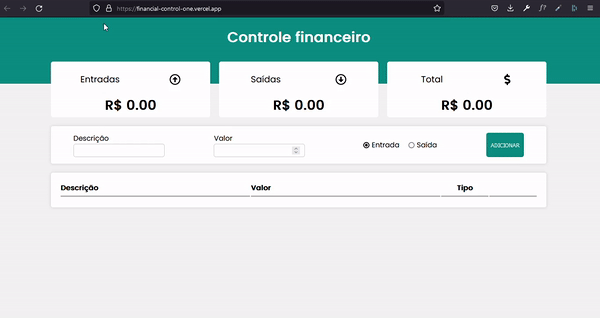 https://financial-control-one.vercel.app
Controle financeiro
Entradas
R$ 0.00
Saídas
R$ 0.00
Total
$
R$ 0.00
Descrição
Valor
Entrada
Saída
ADICIONAR
Descrição Valor Tipo